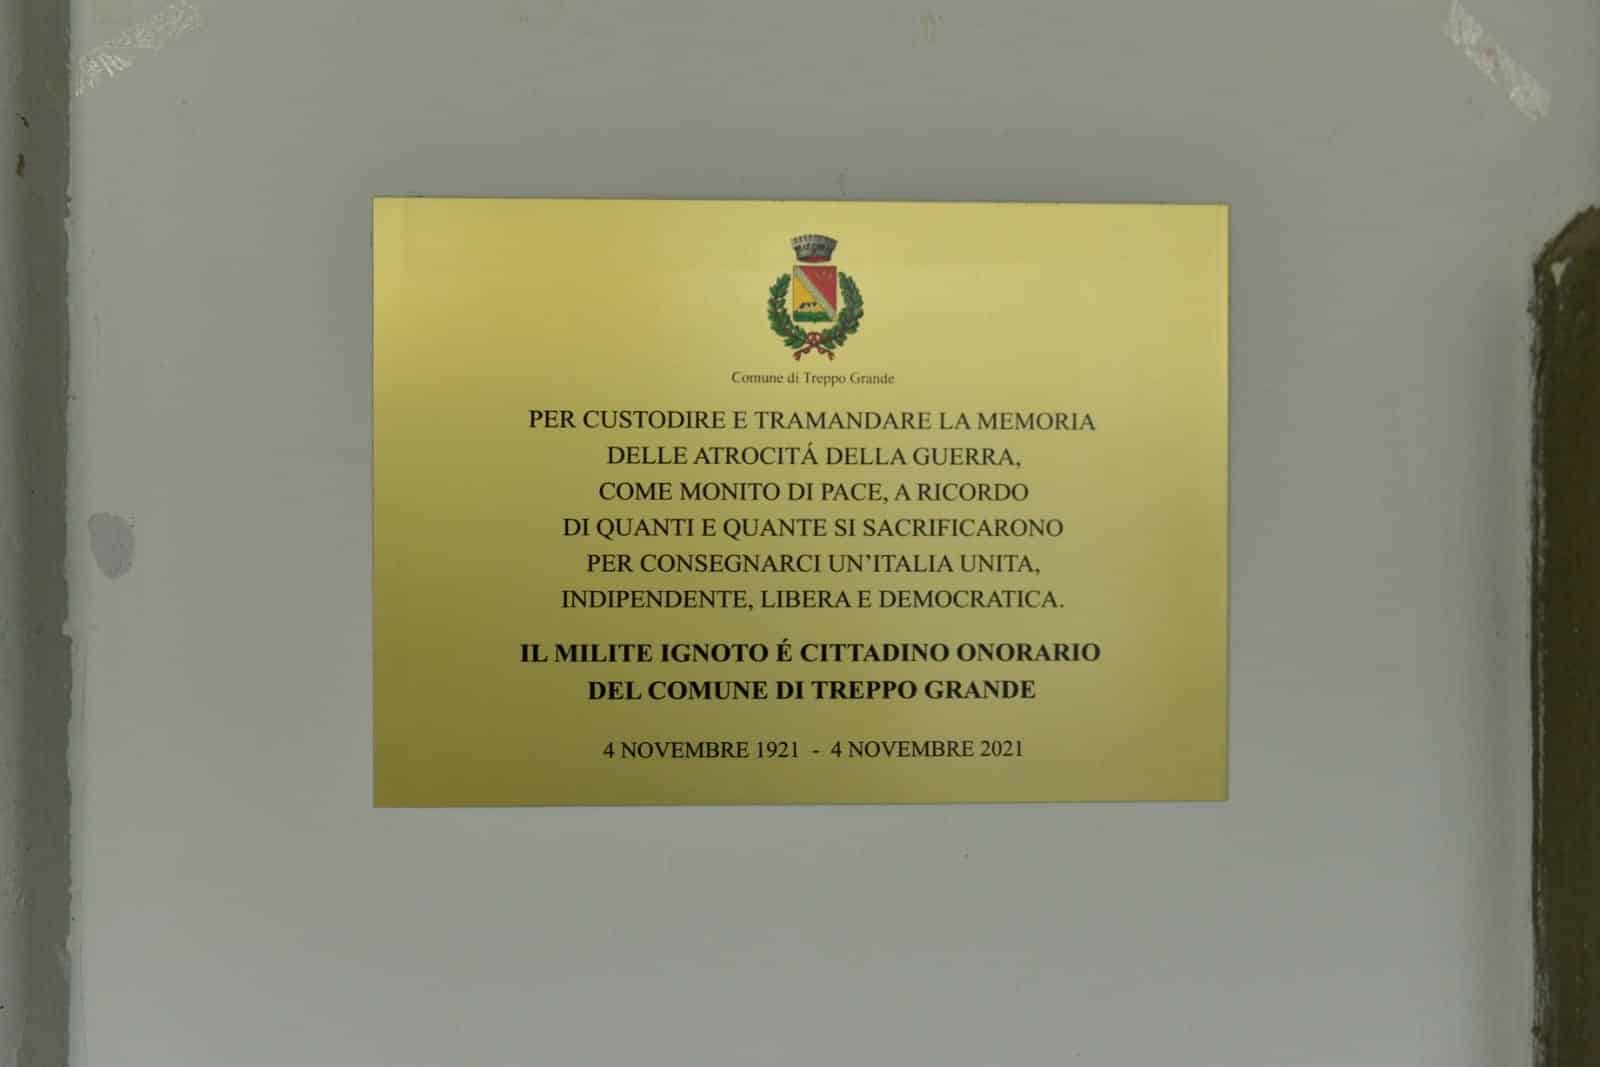 Comune di Treppo Grande
PER CUSTODIRE E TRAMANDARE LA MEMORIA
DELLE ATROCITÁ DELLA GUERRA,
COME MONITO DI PACE, A RICORDO
DI QUANTI E QUANTE SI SACRIFICARONO
PER CONSEGNARCI UN’ITALIA UNITA,
INDIPENDENTE, LIBERA E DEMOCRATICA.
IL MILITE IGNOTO É CITTADINO ONORARIO
DEL COMUNE DI TREPPO GRANDE
4 NOVEMBRE 1921 - 4 NOVEMBRE 2021